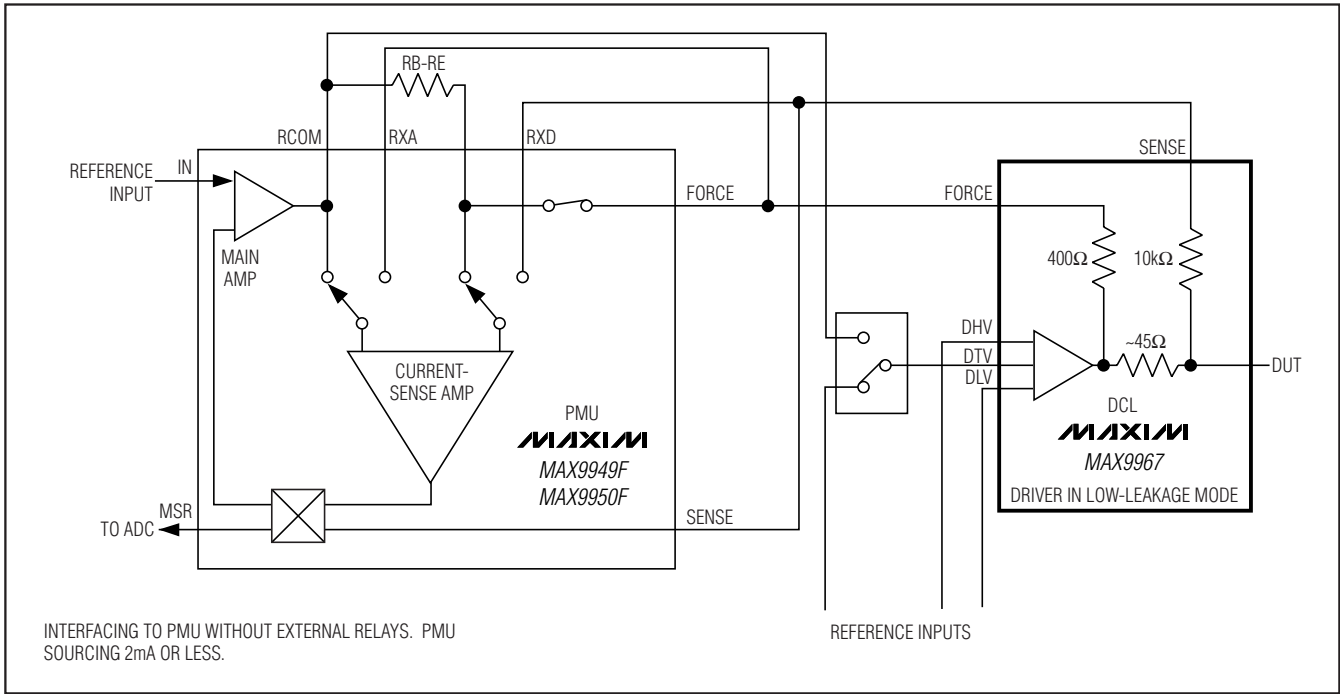 RB-RE
RCOM
RXA
RXD
SENSE
REFERENCE
INPUT
IN
FORCE
FORCE
MAIN
AMP
400Ω
10kΩ
DHV
DTV
DLV
~45Ω
DUT
CURRENT-
SENSE AMP
PMU
MAXIM
MAX9949F
MAX9950F
DCL
MAXIM
MAX9967
DRIVER IN LOW-LEAKAGE MODE
MSR
TO ADC
SENSE
INTERFACING TO PMU WITHOUT EXTERNAL RELAYS. PMU
SOURCING 2mA OR LESS.
REFERENCE INPUTS